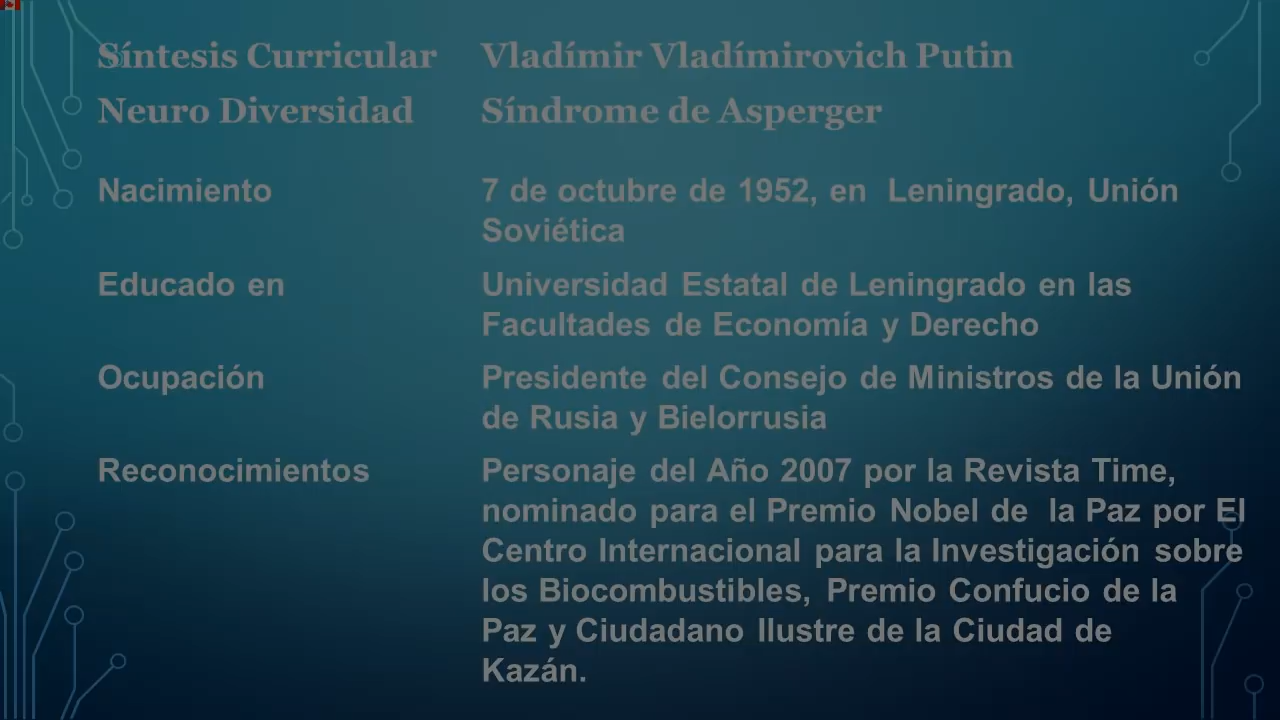 Síntesis Curricular Vladímir Vladímirovich Putin
Neuro Diversidad Síndrome de Asperger
Nacimiento 7 de octubre de 1952, en Leningrado, Unión
Soviética
Educado en Universidad Estatal de Leningrado en las
Facultades de Economía y Derecho
Ocupación Presidente del Consejo de Ministros de la Unión
de Rusia y Bielorrusia
Reconocimientos Personaje del Año 2007 por la Revista Time,
nominado para el Premio Nobel de la Paz por El
Centro Internacional para la Investigación sobre
los Biocombustibles, Premio Confucio de la
Paz y Ciudadano Ilustre de la Ciudad de
Kazán.